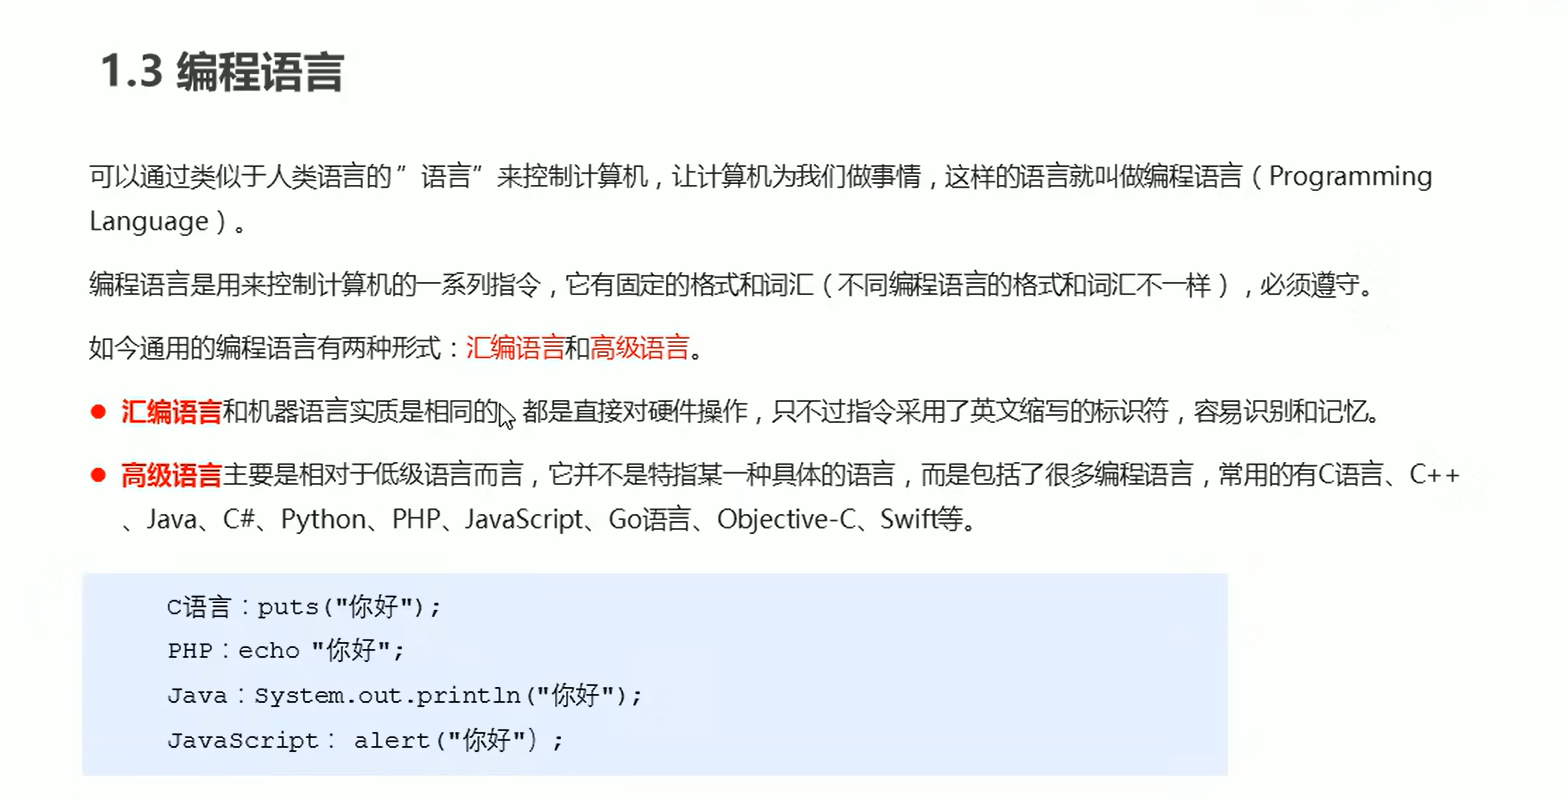 1.3 编程语言
可以通过类似于人类语言的”语言”来控制计算机，让计算机为我们做事情，这样的语言就叫做编程语言（Programming
Language）。
编程语言是用来控制计算机的一系列指令，它有固定的格式和词汇（不同编程语言的格式和词汇不一样），必须遵守。
如今通用的编程语言有两种形式：汇编语言和高级语言。
● 汇编语言和机器语言实质是相同的，都是直接对硬件操作，只不过指令采用了英文缩写的标识符，容易识别和记忆。
● 高级语言主要是相对于低级语言而言，它并不是特指某一种具体的语言，而是包括了很多编程语言，常用的有C语言、C++
、Java、C#、Python、PHP、JavaScript、Go语言、Objective-C、Swift等。
C语言：puts("你好");
PHP：echo "你好";
Java：System.out.println("你好");
JavaScript： alert("你好") ;